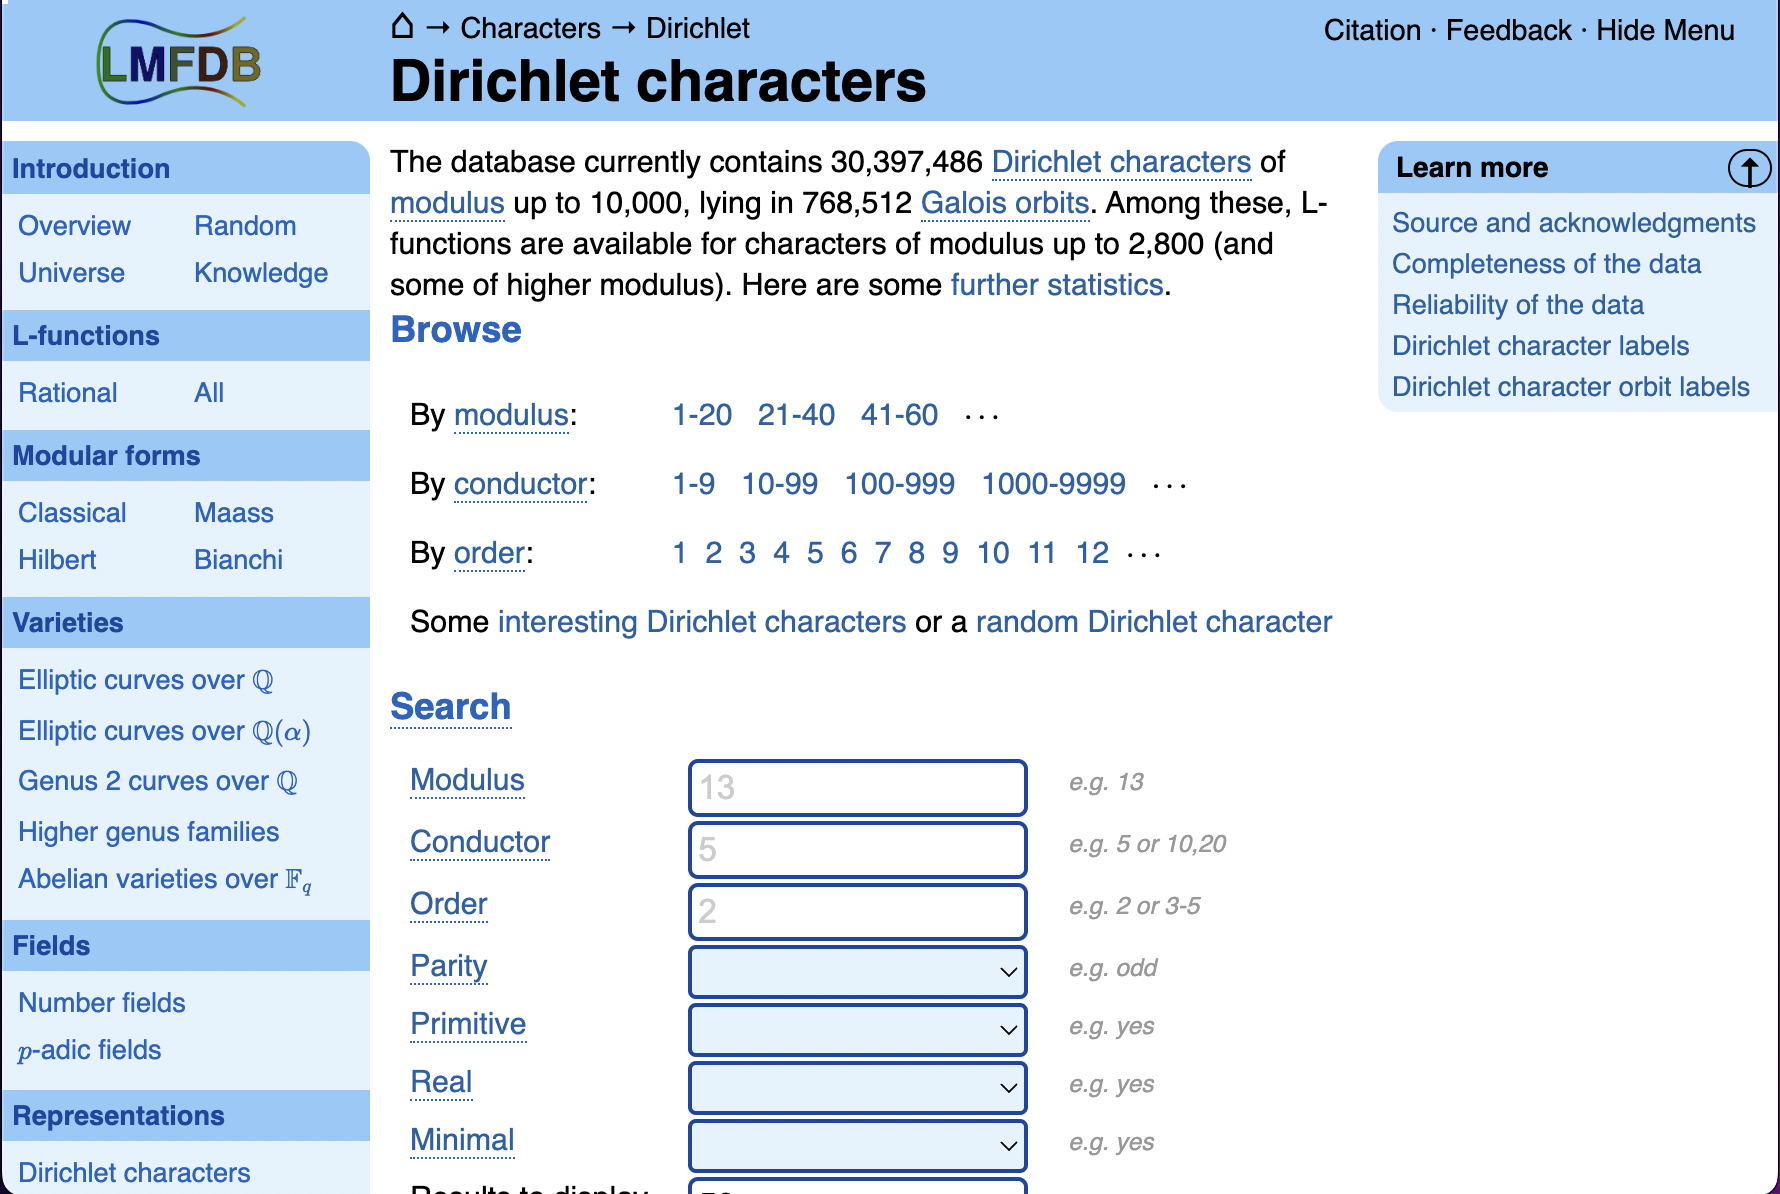 LMFDB
→ Characters → Dirichlet
Citation · Feedback · Hide Menu
Dirichlet characters
Introduction
Overview Random
Universe Knowledge
L-functions
Rational All
Modular forms
Classical Maass
Hilbert Bianchi
Varieties
Elliptic curves over ℚ
Elliptic curves over ℚ(α)
Genus 2 curves over ℚ
Higher genus families
Abelian varieties over 𝔽q
Fields
Number fields
p-adic fields
Representations
Dirichlet characters
The database currently contains 30,397,486 Dirichlet characters of
modulus up to 10,000, lying in 768,512 Galois orbits. Among these, L-
functions are available for characters of modulus up to 2,800 (and
some of higher modulus). Here are some further statistics.
Browse
By modulus: 1-20 21-40 41-60 ···
By conductor: 1-9 10-99 100-999 1000-9999 ···
By order: 1 2 3 4 5 6 7 8 9 10 11 12 ···
Some interesting Dirichlet characters or a random Dirichlet character
Search
Modulus 13 e.g. 13
Conductor 5 e.g. 5 or 10,20
Order 2 e.g. 2 or 3-5
Parity e.g. odd
Primitive e.g. yes
Real e.g. yes
Minimal e.g. yes
Results to display
Learn more
Source and acknowledgments
Completeness of the data
Reliability of the data
Dirichlet character labels
Dirichlet character orbit labels